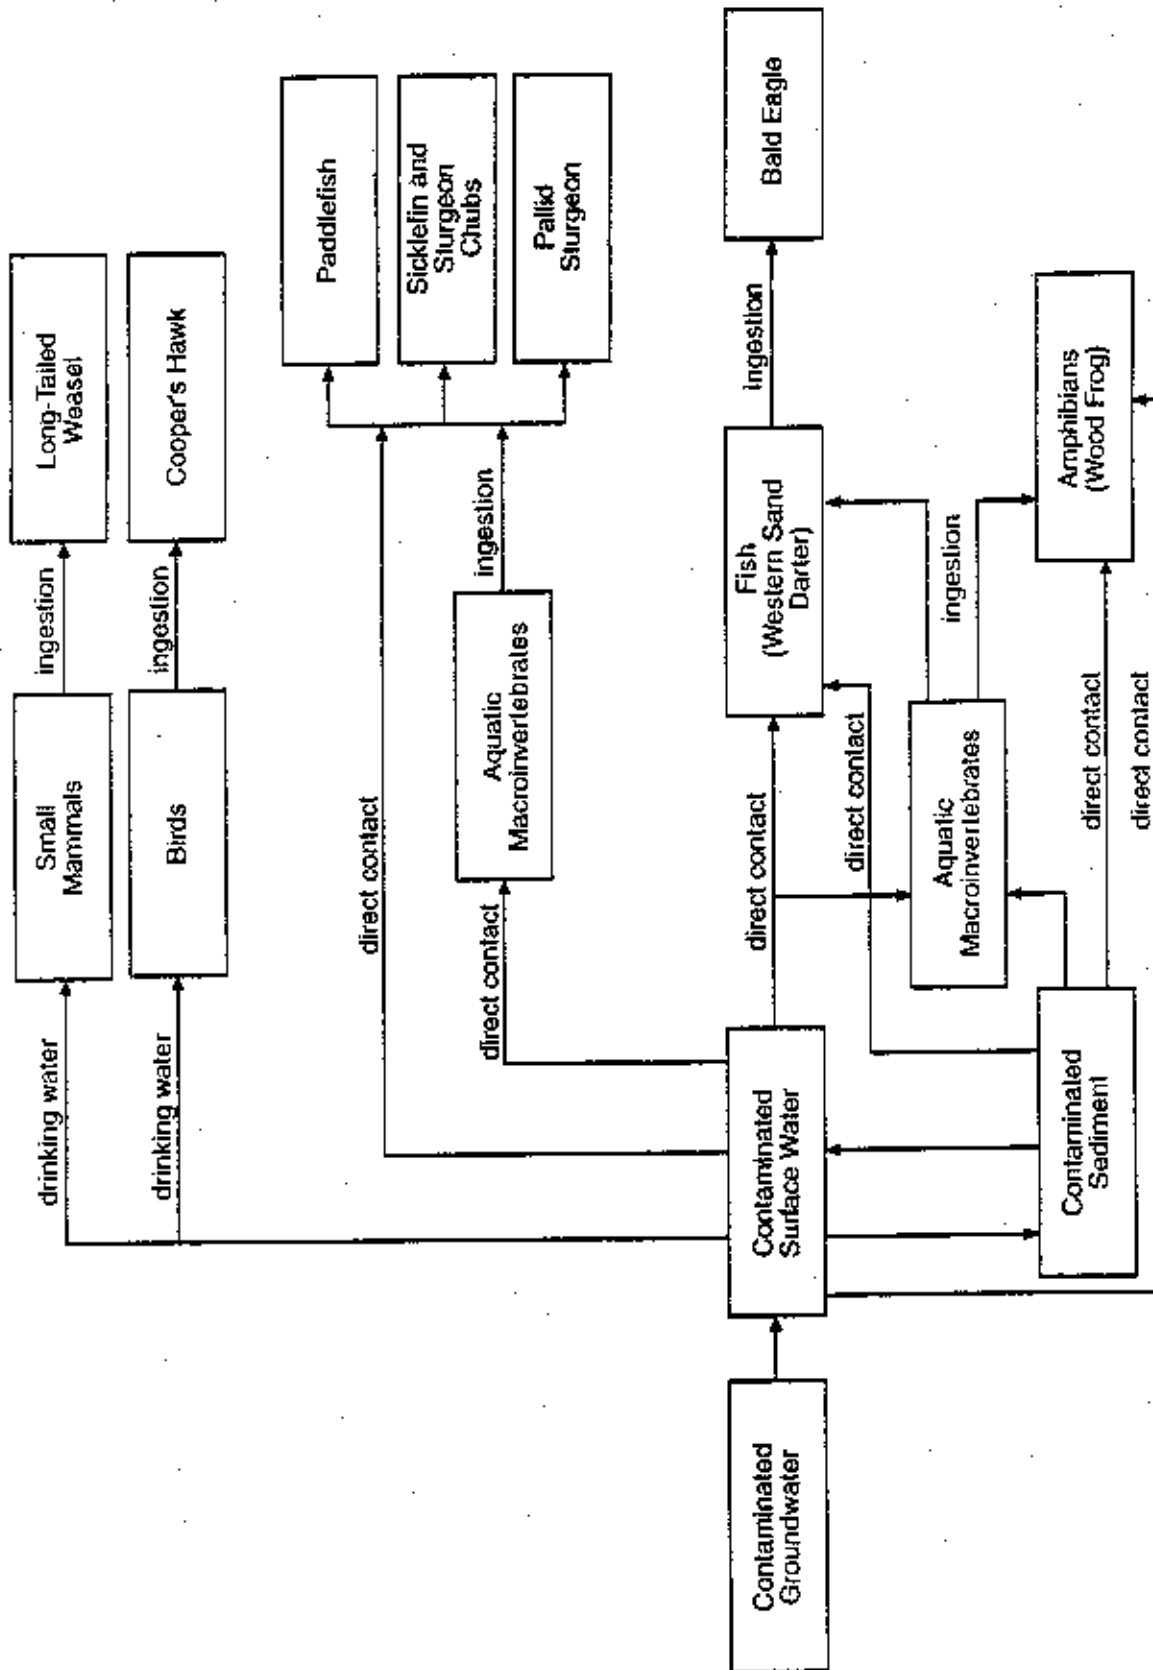 Long-Tailed
Weasel
Cooper's Hawk
ingestion
ingestion
Small
Mammals
Birds
drinking water
drinking water
Paddlefish
Sicklefin and
Sturgeon
Chubs
Pallid
Sturgeon
ingestion
Aquatic
Macroinvertebrates
direct contact
direct contact
Bald Eagle
ingestion
Fish
(Western Sand
Darter)
direct contact
direct contact
Amphibians
(Wood Frog)
ingestion
Aquatic
Macroinvertebrates
direct contact
direct contact
Contaminated
Surface Water
Contaminated
Sediment
Contaminated
Groundwater